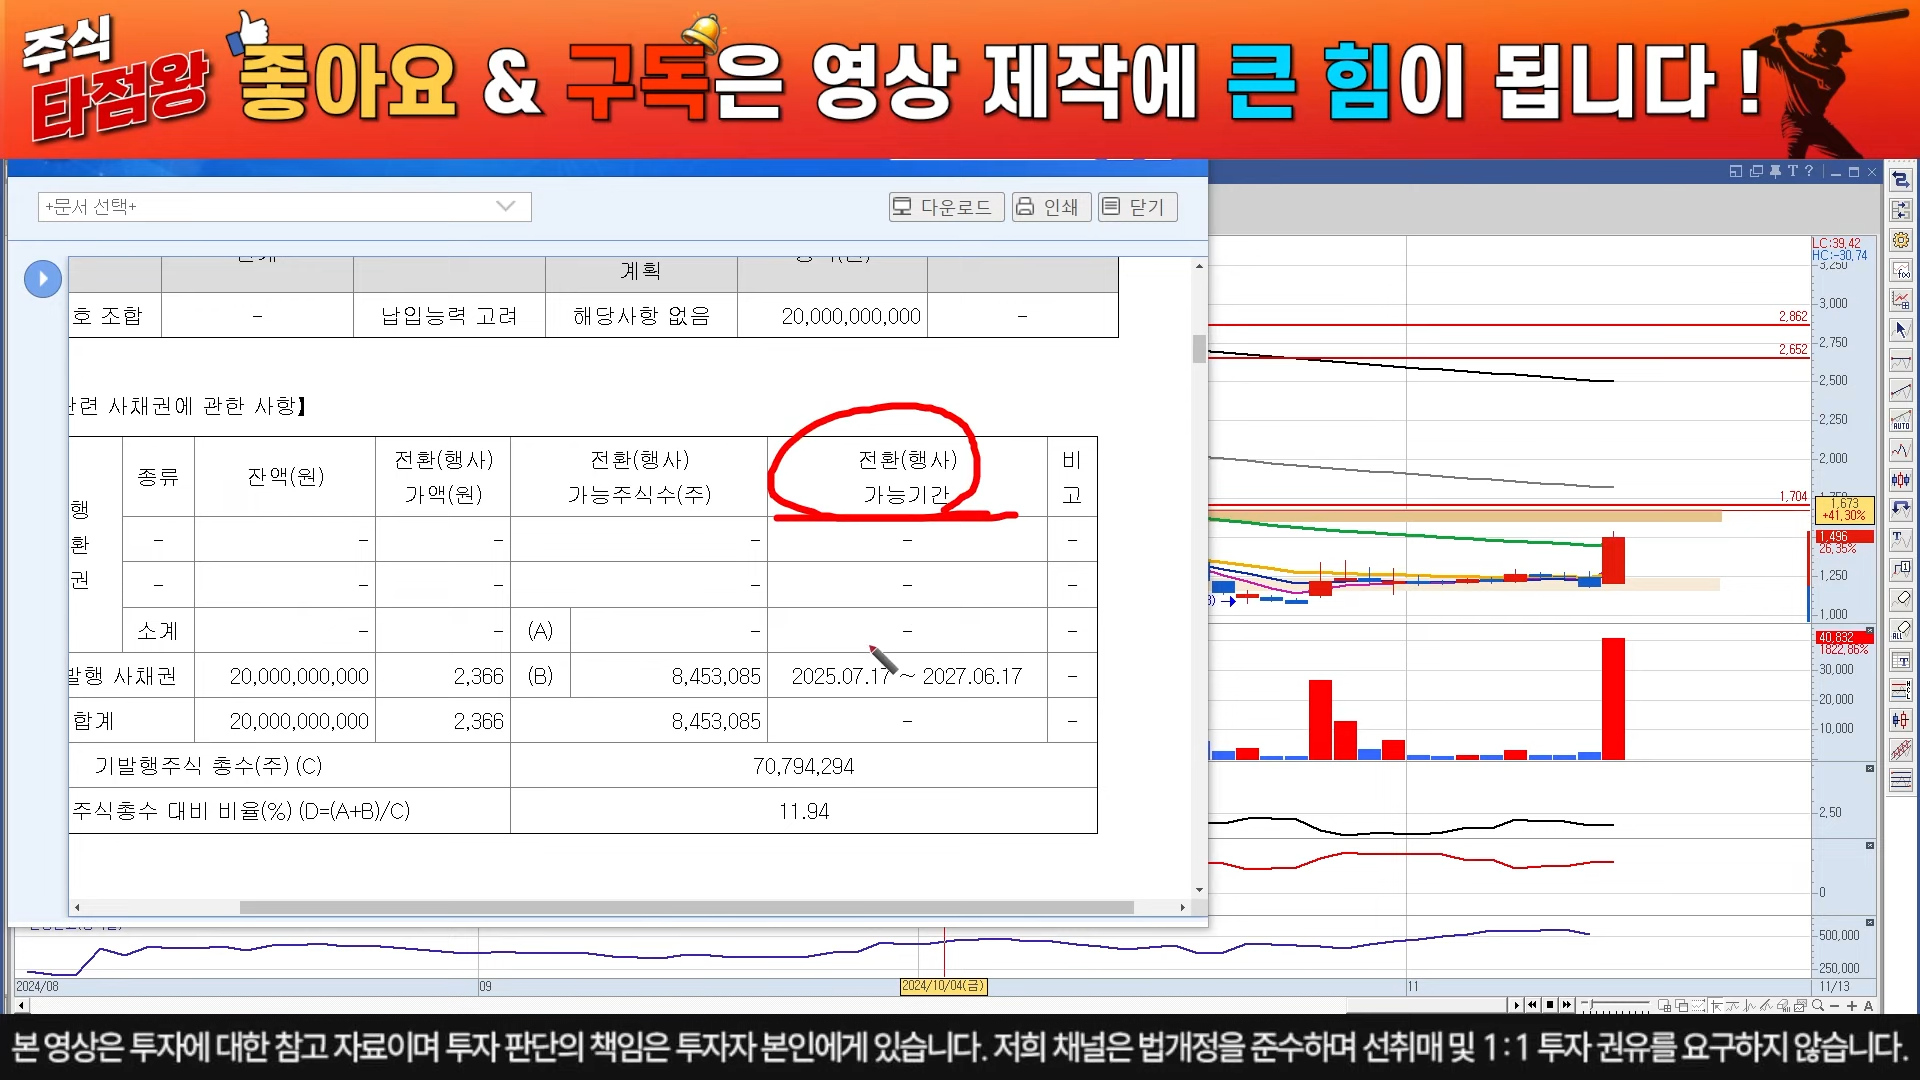 주식
타점왕
좋아요 & 구독은 영상 제작에 큰 힘이 됩니다 !
+문서 선택+
다운로드
인쇄
닫기
계획
호 조합 - 납입능력 고려 해당사항 없음 20,000,000,000 -
관련 사채권에 관한 사항】
종류 잔액(원) 전환(행사) 가액(원) 전환(행사) 가능주식수(주) 전환(행사) 가능기간 비고
행
환
권
- - - - - -
- - - - - -
소계 - - (A) - - -
발행 사채권 20,000,000,000 2,366 (B) 8,453,085 2025.07.17 ~ 2027.06.17 -
합계 20,000,000,000 2,366 8,453,085 - -
기발행주식 총수(주) (C) 70,794,294
주식총수 대비 비율(%) (D=(A+B)/C) 11.94
LC:39.42
HC:-30.74
3,250
3,000
2,862
2,750
2,652
2,500
2,250
2,000
1,704
1,673
+41.30%
1,496
26.35%
1,250
1,000
40,832
1822.86%
30,000
20,000
10,000
2.50
0
500,000
250,000
2024/08
09
2024/10/04(금)
11
11/13
본 영상은 투자에 대한 참고 자료이며 투자 판단의 책임은 투자자 본인에게 있습니다. 저희 채널은 법개정을 준수하며 선취매 및 1:1 투자 권유를 요구하지 않습니다.